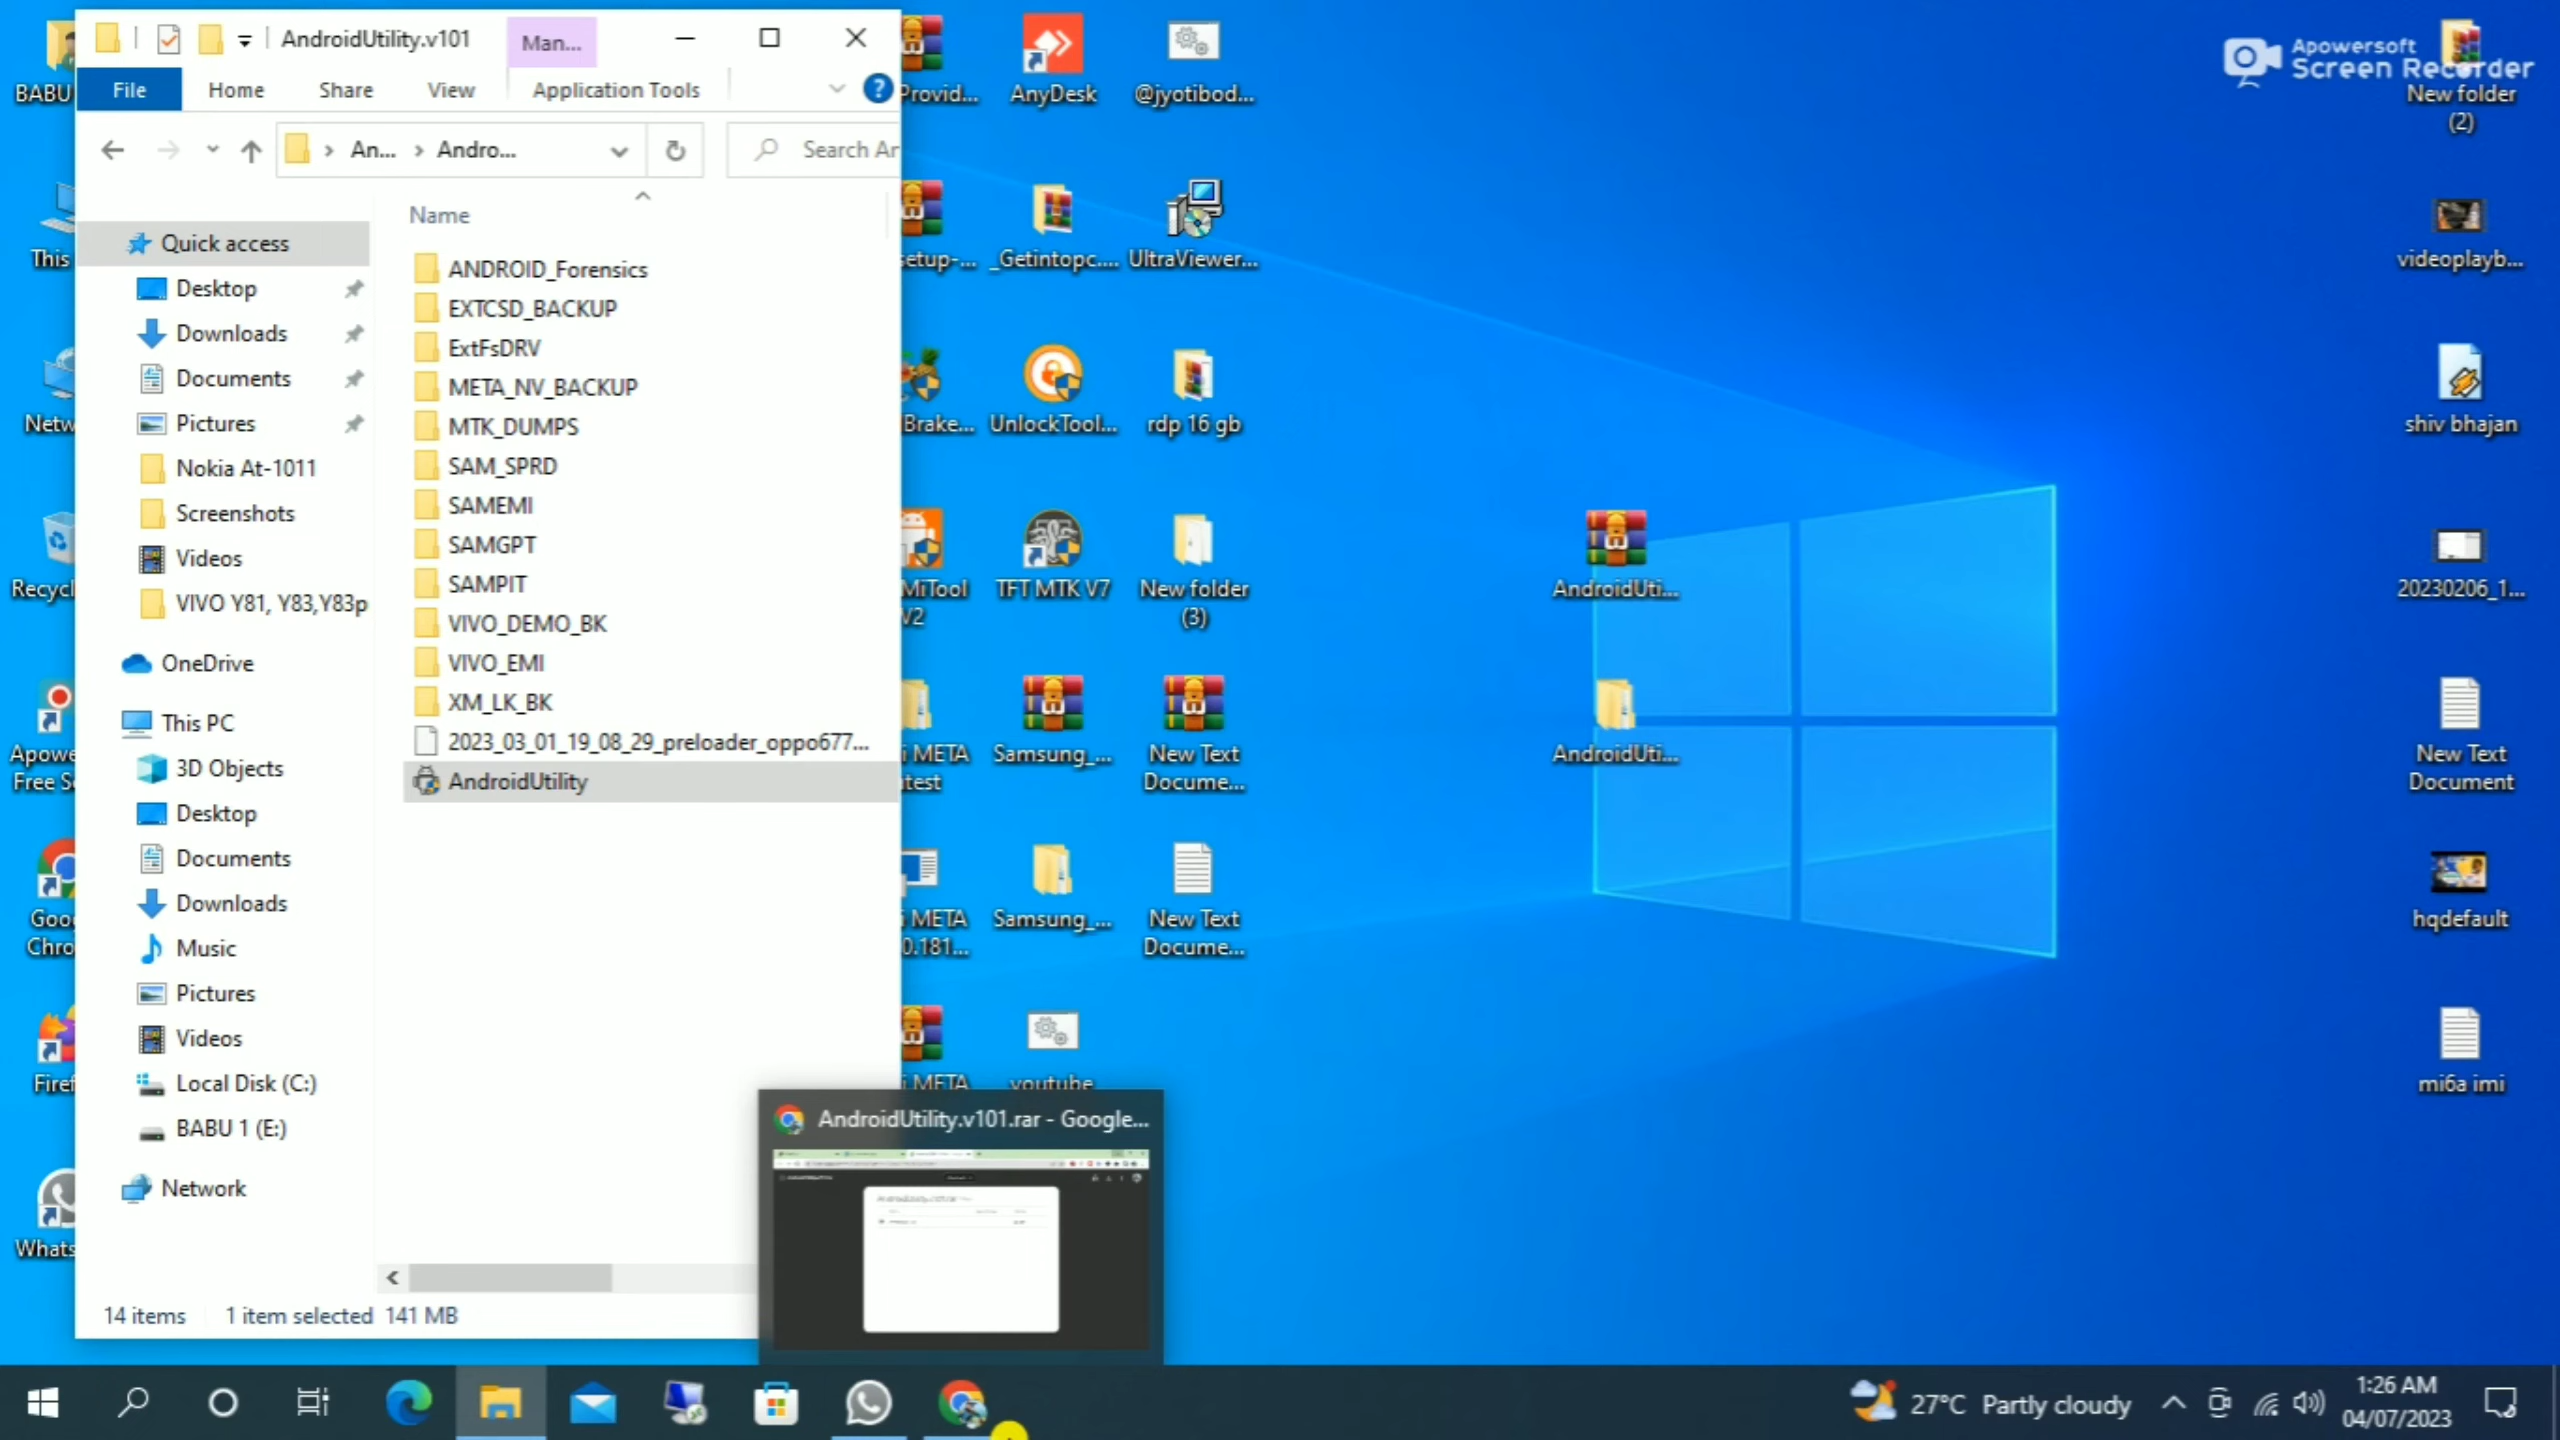 AndroidUtility.v101
Man...
File
Home
Share
View
Application Tools
An...
Andro...
Search Ar
Quick access
Desktop
Downloads
Documents
Pictures
Nokia At-1011
Screenshots
Videos
VIVO Y81, Y83,Y83p
OneDrive
This PC
3D Objects
Desktop
Documents
Downloads
Music
Pictures
Videos
Local Disk (C:)
BABU 1 (E:)
Network
Name
ANDROID_Forensics
EXTCSD_BACKUP
ExtFsDRV
META_NV_BACKUP
MTK_DUMPS
SAM_SPRD
SAMEMI
SAMGPT
SAMPIT
VIVO_DEMO_BK
VIVO_EMI
XM_LK_BK
2023_03_01_19_08_29_preloader_oppo677...
AndroidUtility
14 items
1 item selected 141 MB
BABU
This
Netw
Recycl
Apowe
Free So
Goo
Chro
Firef
Whats
Provid...
setup-...
Brake...
MiTool
V2
i META
test
i META
0.181...
i META
AnyDesk
_Getintopc....
UnlockTool...
TFT MTK V7
Samsung_...
Samsung_...
youtube
@jyotibod...
UltraViewer...
rdp 16 gb
New folder
(3)
New Text
Docume...
New Text
Docume...
AndroidUti...
AndroidUti...
Apowersoft
Screen Recorder
New folder
(2)
videoplayb...
shiv bhajan
20230206_1...
New Text
Document
hqdefault
mi6a imi
AndroidUtility.v101.rar - Google...
27°C Partly cloudy
1:26 AM
04/07/2023